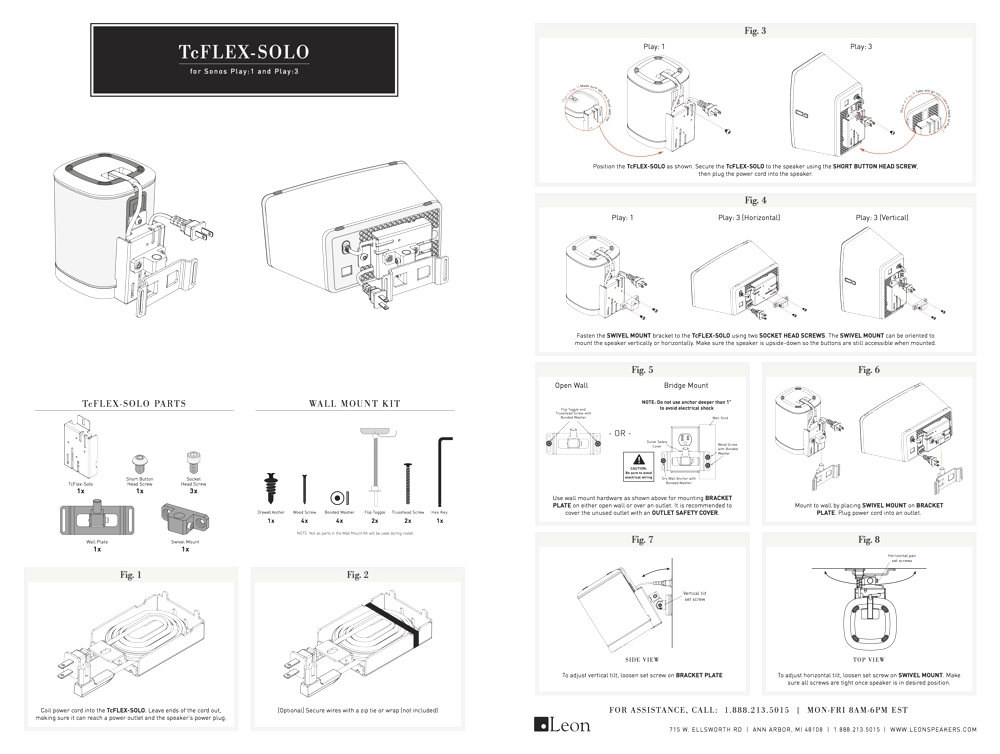 TcFLEX-SOLO
for Sonos Play:1 and Play:3
TcFLEX-SOLO PARTS
TcFlex-Solo
1x
Short Button
Head Screw
1x
Socket
Head Screw
3x
Wall Plate
1x
Swivel Mount
1x
WALL MOUNT KIT
Drywall Anchor
1x
Wood Screw
4x
Bonded Washer
4x
Flip Toggle
2x
Trusshead Screw
2x
Hex Key
1x
NOTE: Not all parts in the Wall Mount Kit will be used during install
Fig. 1
Coil power cord into the TcFLEX-SOLO. Leave ends of the cord out,
making sure it can reach a power outlet and the speaker's power plug.
Fig. 2
(Optional) Secure wires with a zip tie or wrap (not included)
Fig. 3
Play: 1
Play: 3
Position the TcFLEX-SOLO as shown. Secure the TcFLEX-SOLO to the speaker using the SHORT BUTTON HEAD SCREW,
then plug the power cord into the speaker.
Fig. 4
Play: 1
Play: 3 (Horizontal)
Play: 3 (Vertical)
Fasten the SWIVEL MOUNT bracket to the TcFLEX-SOLO using two SOCKET HEAD SCREWS. The SWIVEL MOUNT can be oriented to
mount the speaker vertically or horizontally. Make sure the speaker is upside-down so the buttons are still accessible when mounted.
Fig. 5
Open Wall
Flip Toggle and
Trusshead Screw with
Bonded Washer
- OR -
Bridge Mount
NOTE: Do not use anchor deeper than 1"
to avoid electrical shock
Wall Stud
Outlet Safety
Cover
Wood Screw
with Bonded
Washer
CAUTION:
Be sure to avoid
electrical wiring
Dry Wall Anchor with
Bonded Washer
Use wall mount hardware as shown above for mounting BRACKET
PLATE on either open wall or over an outlet. It is recommended to
cover the unused outlet with an OUTLET SAFETY COVER.
Fig. 6
Mount to wall by placing SWIVEL MOUNT on BRACKET
PLATE. Plug power cord into an outlet.
Fig. 7
Vertical tilt
set screw
SIDE VIEW
To adjust vertical tilt, loosen set screw on BRACKET PLATE
Fig. 8
Horizontal pan
set screws
TOP VIEW
To adjust horizontal tilt, loosen set screw on SWIVEL MOUNT. Make
sure all screws are tight once speaker is in desired position.
FOR ASSISTANCE, CALL: 1.888.213.5015 | MON-FRI 8AM-6PM EST
Leon
715 W. ELLSWORTH RD | ANN ARBOR, MI 48108 | 1.888.213.5015 | WWW.LEONSPEAKERS.COM